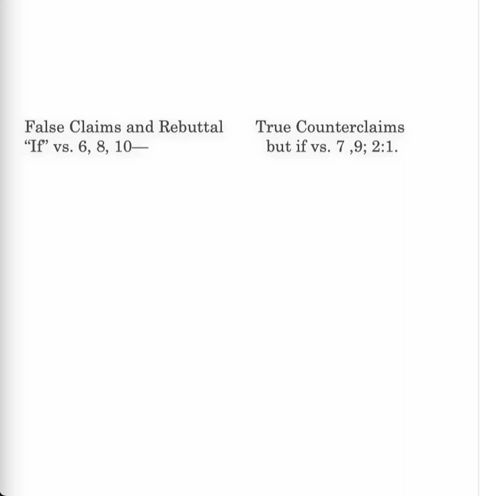 False Claims and Rebuttal True Counterclaims
“If” vs. 6, 8, 10— but if vs. 7 ,9; 2:1.